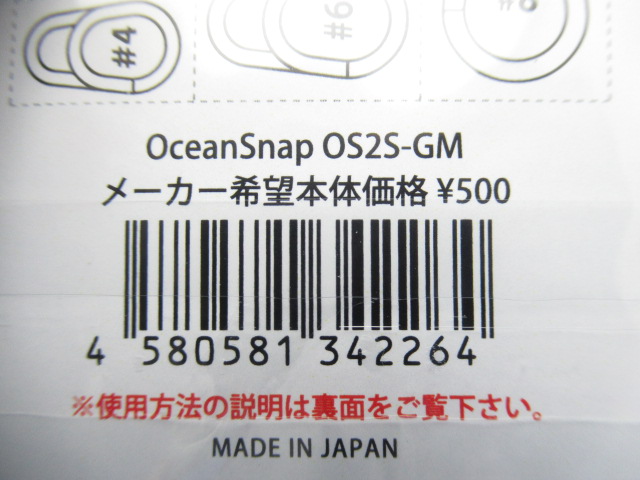 #4
#6
OceanSnap OS2S-GM
メーカー希望本体価格 ¥500
4 580581 342264
※使用方法の説明は裏面をご覧下さい。
MADE IN JAPAN